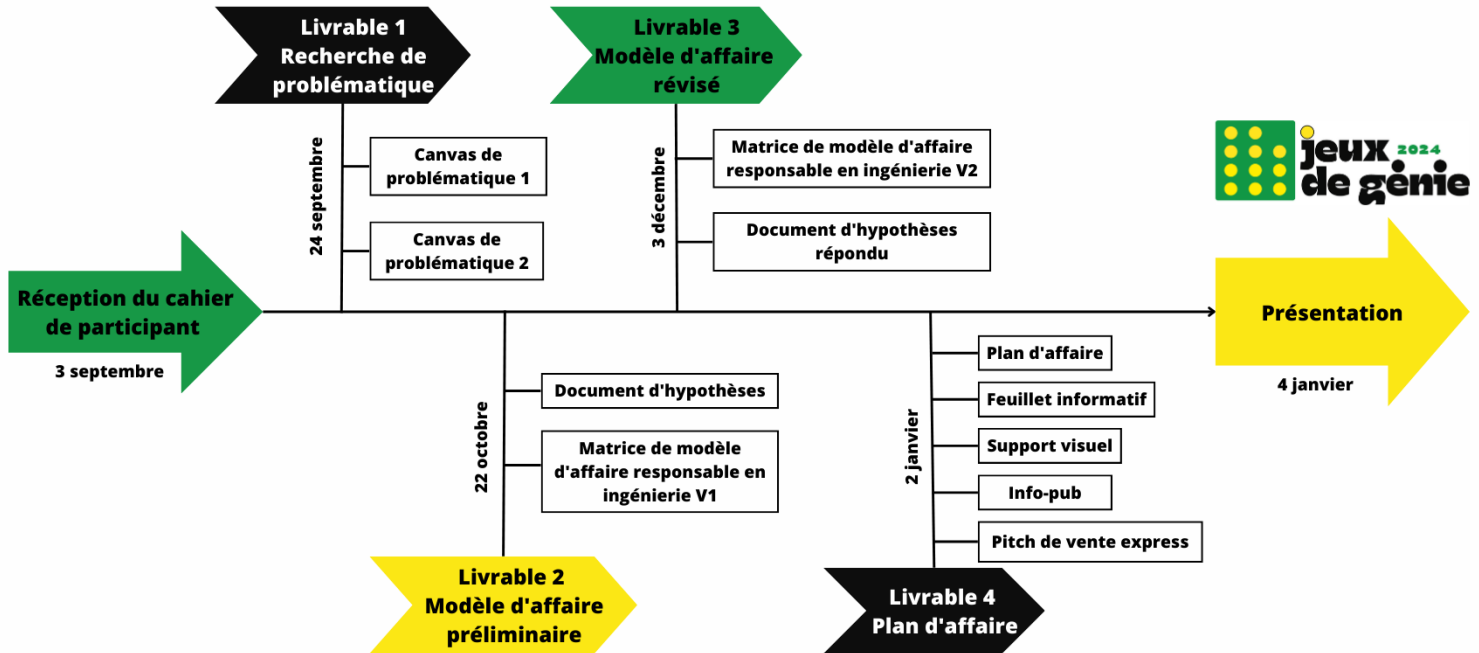 Livrable 1
Recherche de
problématique
24 septembre
Canvas de
problématique 1
Canvas de
problématique 2
Livrable 3
Modèle d'affaire
révisé
3 décembre
Matrice de modèle d'affaire
responsable en ingénierie V2
Document d'hypothèses
répondu
jeux 2024
de génie
Réception du cahier
de participant
3 septembre
Présentation
4 janvier
22 octobre
Document d'hypothèses
Matrice de modèle
d'affaire responsable en
ingénierie V1
Livrable 2
Modèle d'affaire
préliminaire
2 janvier
Plan d'affaire
Feuillet informatif
Support visuel
Info-pub
Pitch de vente express
Livrable 4
Plan d'affaire